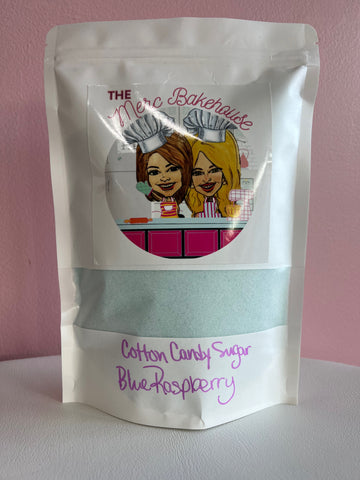 THE
Merc Bakehouse
Cotton Candy Sugar
Blue Raspberry